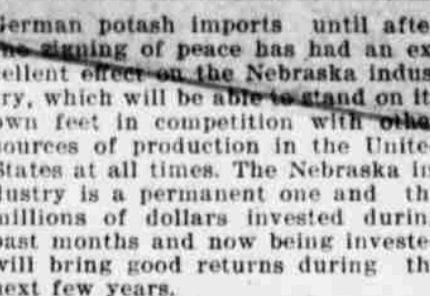 German potash imports until afte
the signing of peace has had an ex
cellent effect on the Nebraska indus
try, which will be able to stand on it
own feet in competition with othe
sources of production in the Unite
States at all times. The Nebraska in
dustry is a permanent one and th
millions of dollars invested durin
past months and now being investe
will bring good returns during th
next few years.